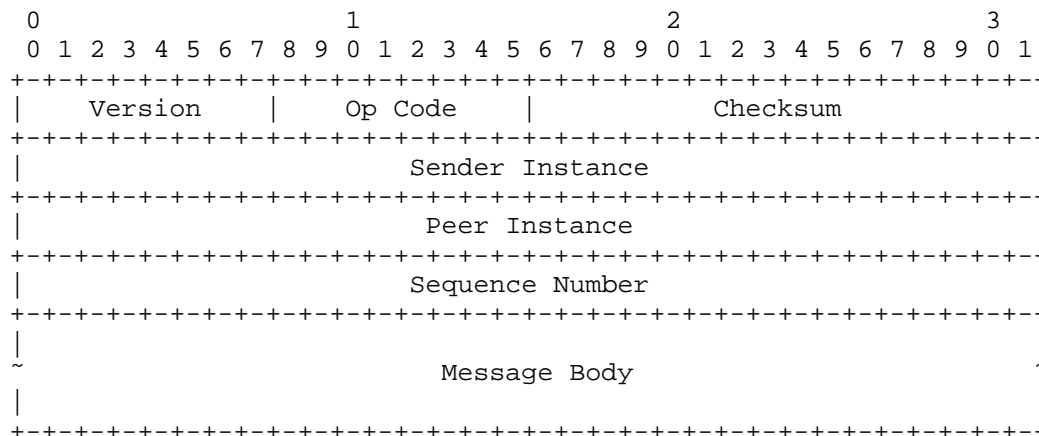 0                   1                   2                   3
0 1 2 3 4 5 6 7 8 9 0 1 2 3 4 5 6 7 8 9 0 1 2 3 4 5 6 7 8 9 0 1
+-+-+-+-+-+-+-+-+-+-+-+-+-+-+-+-+-+-+-+-+-+-+-+-+-+-+-+-+-+-+-+--
|    Version    |    Op Code    |           Checksum
+-+-+-+-+-+-+-+-+-+-+-+-+-+-+-+-+-+-+-+-+-+-+-+-+-+-+-+-+-+-+-+--
|                        Sender Instance
+-+-+-+-+-+-+-+-+-+-+-+-+-+-+-+-+-+-+-+-+-+-+-+-+-+-+-+-+-+-+-+--
|                         Peer Instance
+-+-+-+-+-+-+-+-+-+-+-+-+-+-+-+-+-+-+-+-+-+-+-+-+-+-+-+-+-+-+-+--
|                        Sequence Number
+-+-+-+-+-+-+-+-+-+-+-+-+-+-+-+-+-+-+-+-+-+-+-+-+-+-+-+-+-+-+-+--
|
~                          Message Body                         ~
|
+-+-+-+-+-+-+-+-+-+-+-+-+-+-+-+-+-+-+-+-+-+-+-+-+-+-+-+-+-+-+-+--